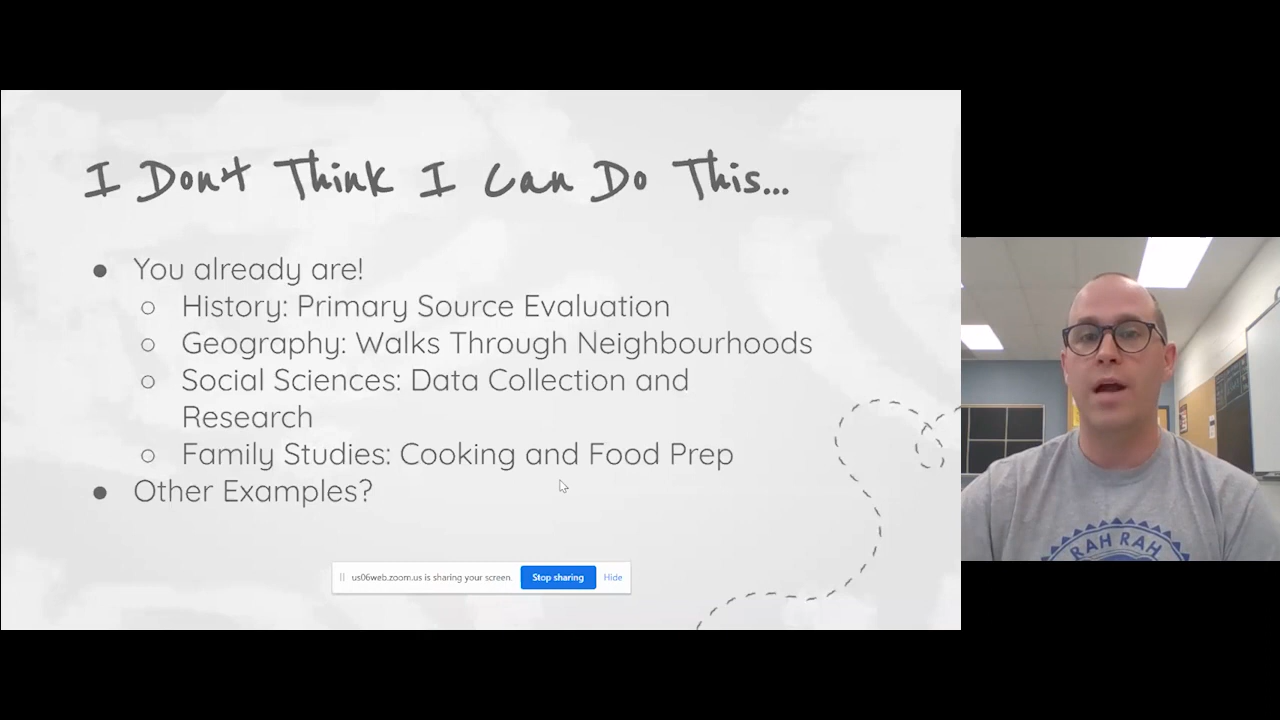 I Don't Think I Can Do This...
● You already are!
○ History: Primary Source Evaluation
○ Geography: Walks Through Neighbourhoods
○ Social Sciences: Data Collection and
Research
○ Family Studies: Cooking and Food Prep
● Other Examples?
us06web.zoom.us is sharing your screen.
Stop sharing
Hide
RAH RAH